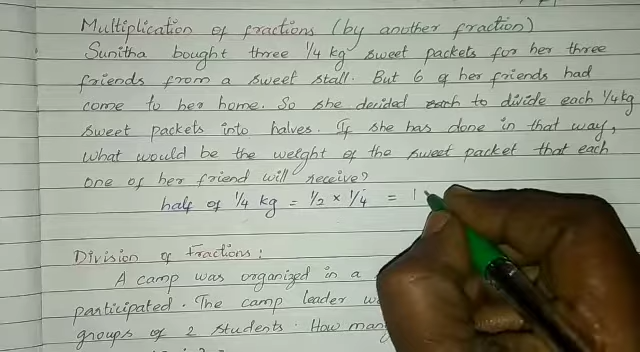 Multiplication of fractions (by another fraction)
Sunitha bought three 1/4 kg sweet packets for her three
friends from a sweet stall. But 6 of her friends had
come to her home. So she decided to divide each 1/4 kg
sweet packets into halves. If she has done in that way,
what would be the weight of the sweet packet that each
one of her friend will receive?
half of 1/4 kg = 1/2 × 1/4 = 1
Division of Fractions:
A camp was organized in a
participated. The camp leader
groups of 2 students. How many